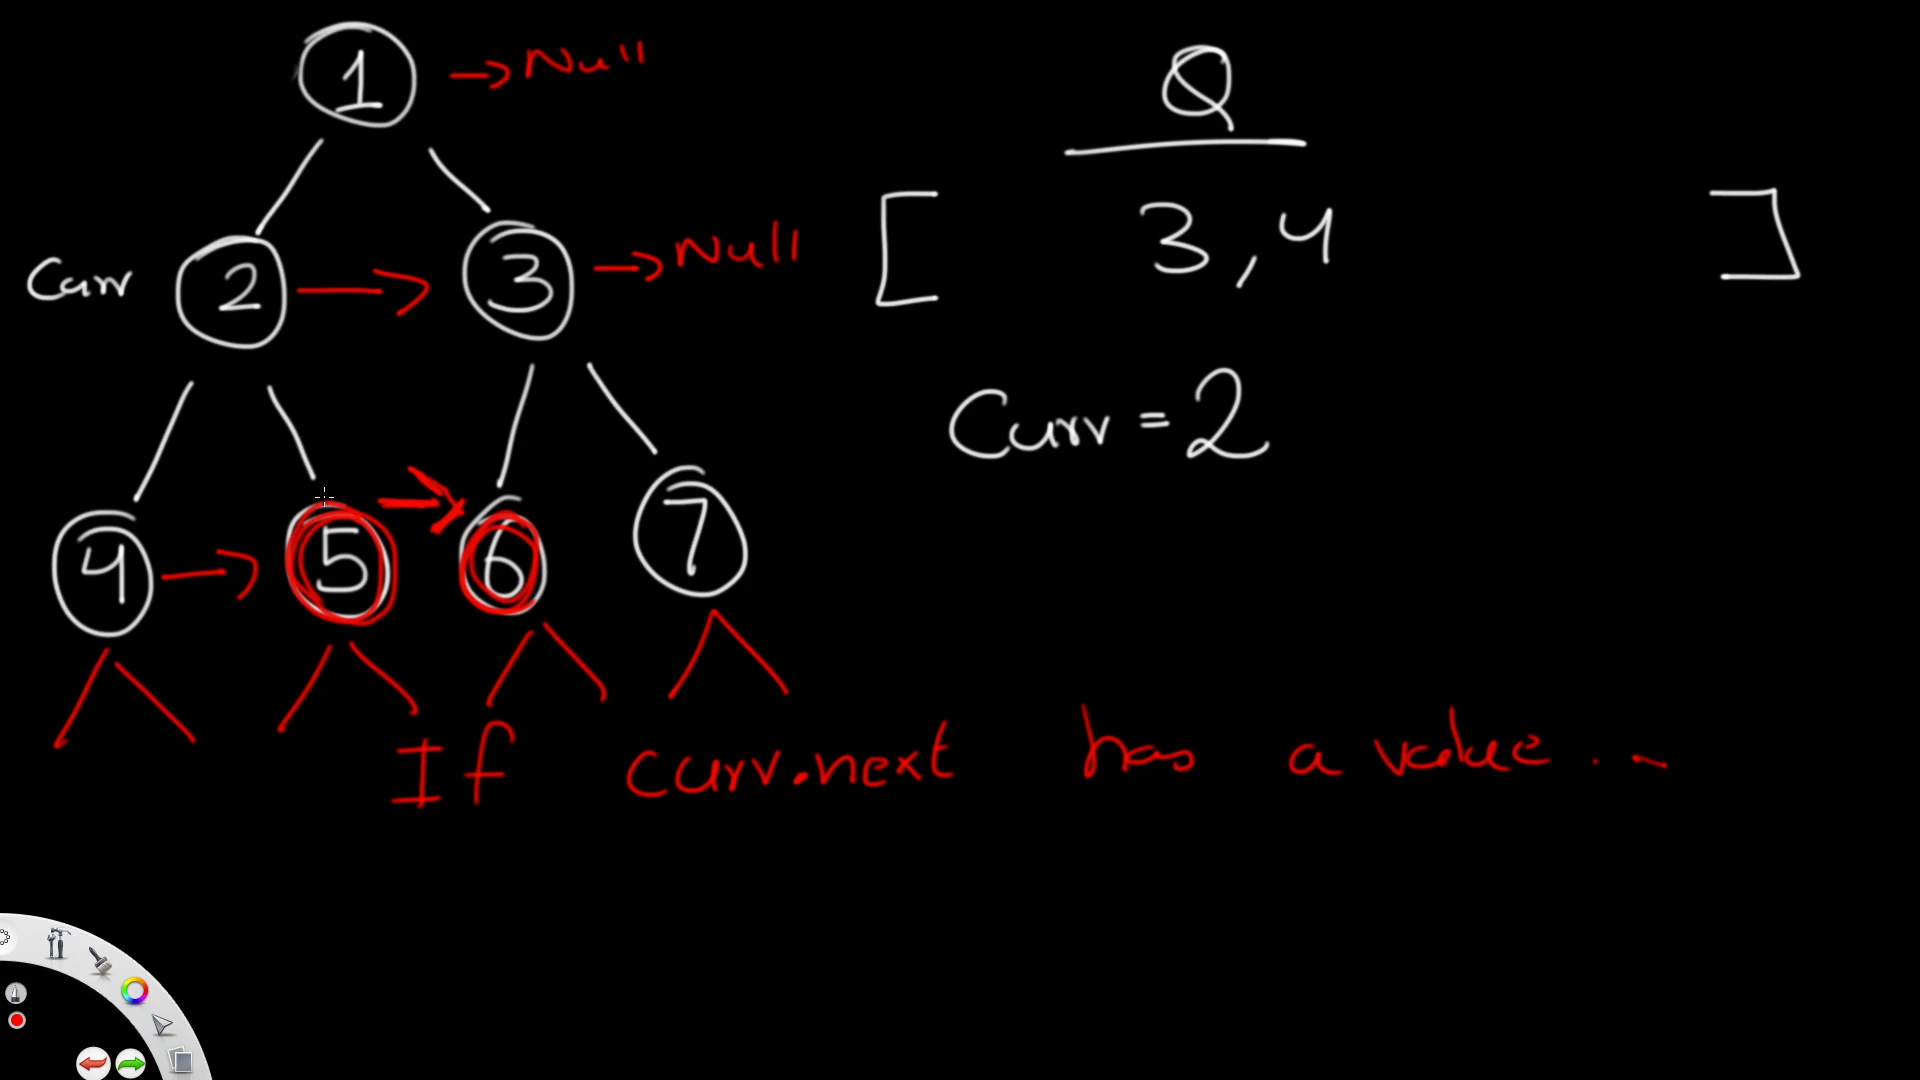 1 → Null
Q
Curr 2 → 3 → Null
[ 3, 4 ]
Curr = 2
4 → 5 → 6 7
If curr.next has a value...